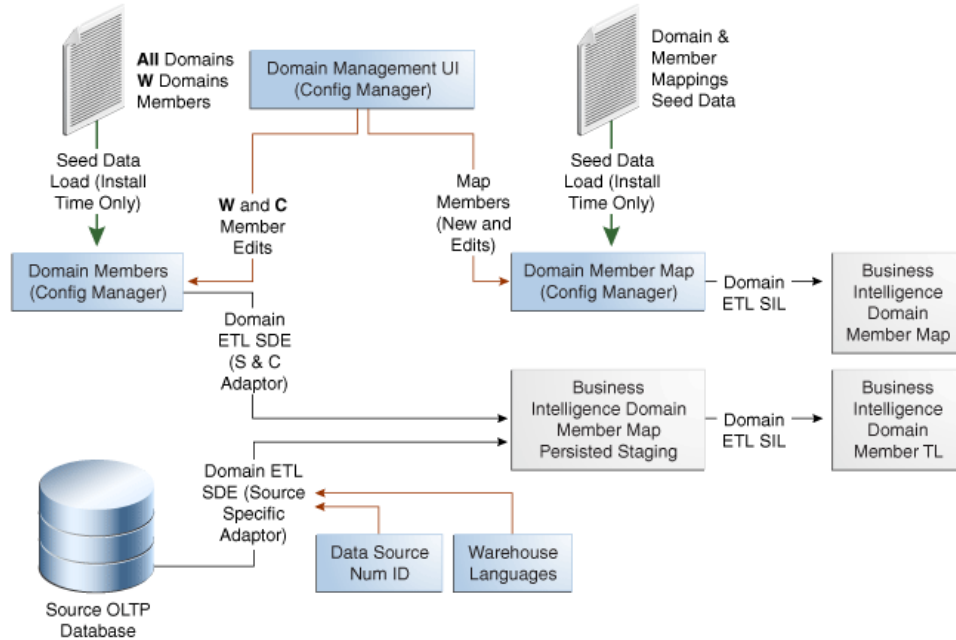 All Domains
W Domains
Members
Domain Management UI
(Config Manager)
Domain &
Member
Mappings
Seed Data
Seed Data
Load (Install
Time Only)
W and C
Member
Edits
Map
Members
(New and
Edits)
Seed Data
Load (Install
Time Only)
Domain Members
(Config Manager)
Domain Member Map
(Config Manager)
Domain
ETL SIL
Business
Intelligence
Domain
Member Map
Domain
ETL SDE
(S & C
Adaptor)
Business
Intelligence Domain
Member Map
Persisted Staging
Domain
ETL SIL
Business
Intelligence
Domain
Member TL
Domain ETL
SDE (Source
Specific
Adaptor)
Data Source
Num ID
Warehouse
Languages
Source OLTP
Database